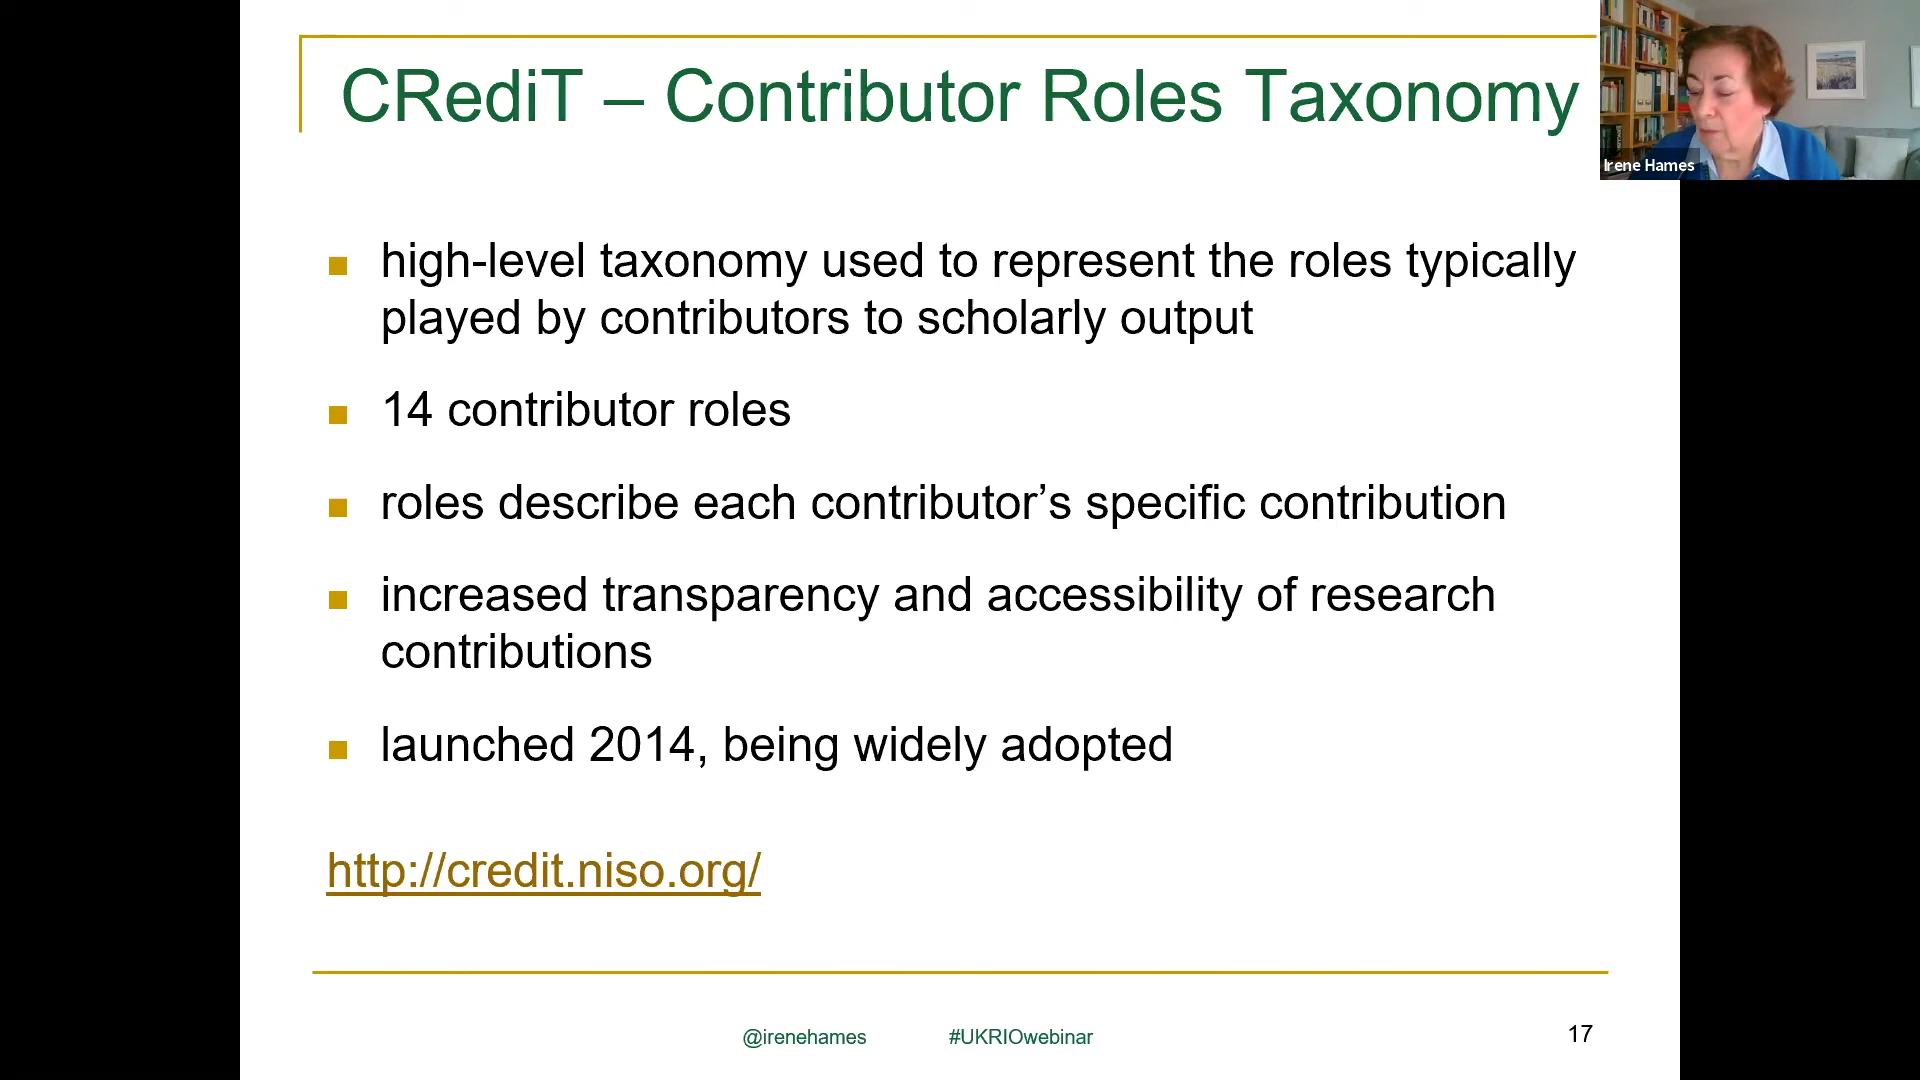 CRediT – Contributor Roles Taxonomy
Irene Hames
high-level taxonomy used to represent the roles typically
played by contributors to scholarly output
14 contributor roles
roles describe each contributor’s specific contribution
increased transparency and accessibility of research
contributions
launched 2014, being widely adopted
http://credit.niso.org/
@irenehames #UKRIOwebinar 17